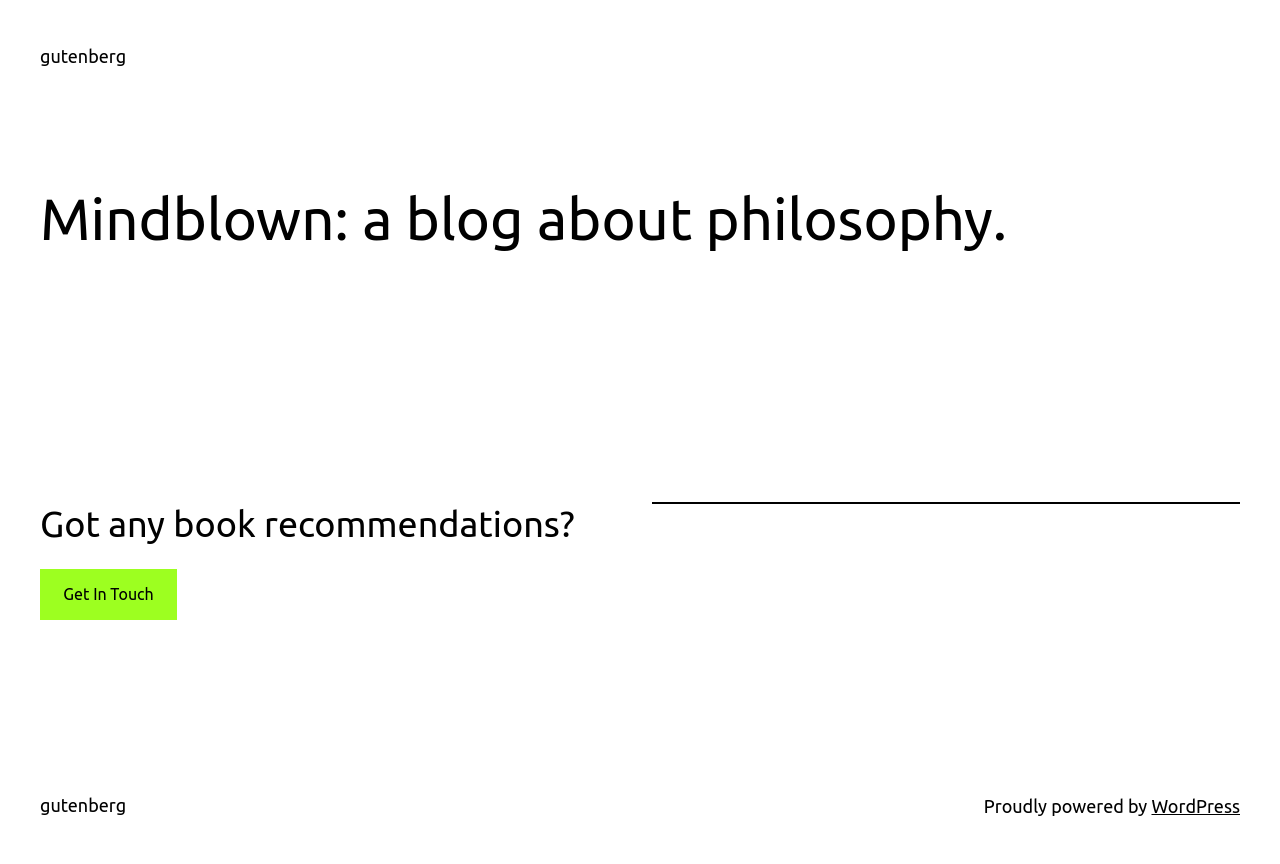 gutenberg
Mindblown: a blog about philosophy.
Got any book recommendations?
Get In Touch
gutenberg
Proudly powered by WordPress